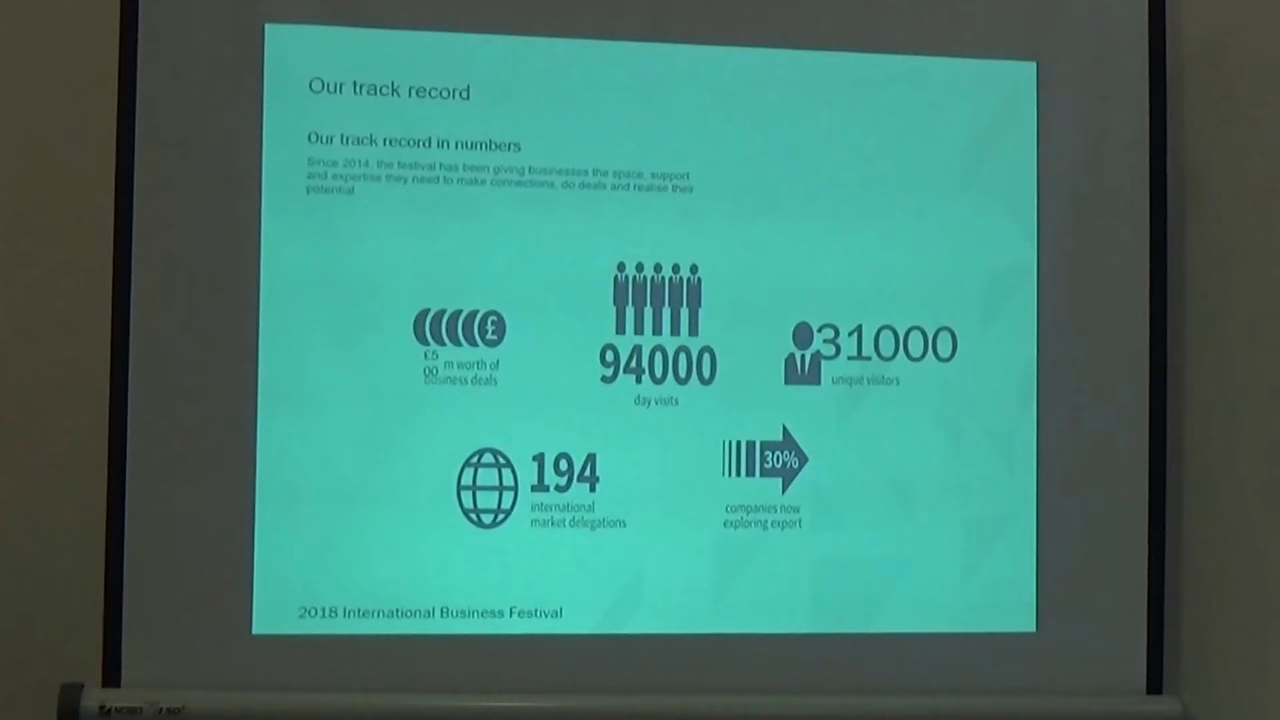 Our track record
Our track record in numbers
Since 2014, the festival has been giving businesses the space, support
and expertise they need to make connections, do deals and realise their
potential
£
£5
00 m worth of
business deals
94000
day visits
31000
unique visitors
194
international
market delegations
30%
companies now
exploring export
2018 International Business Festival